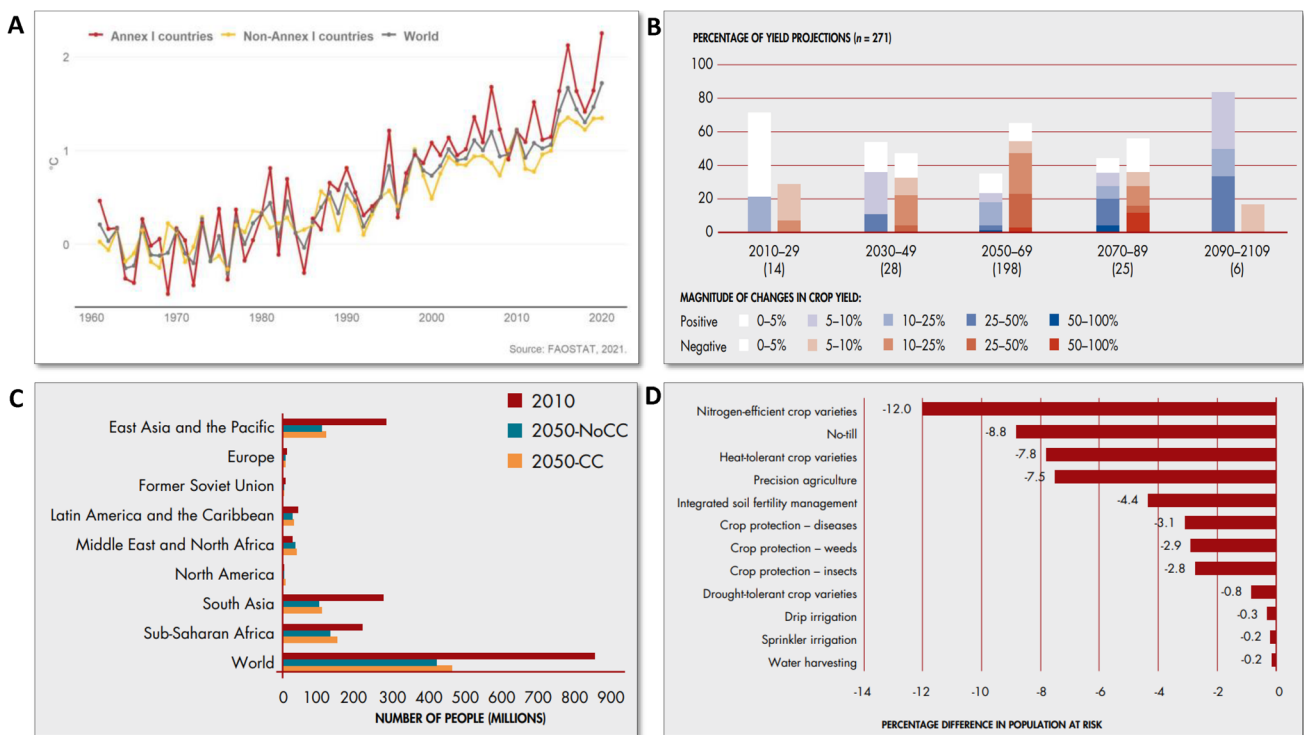 A
Annex I countries
Non-Annex I countries
World
°C
2
1
0
1960 1970 1980 1990 2000 2010 2020
Source: FAOSTAT, 2021.
B
PERCENTAGE OF YIELD PROJECTIONS (n = 271)
100
80
60
40
20
0
2010–29 2030–49 2050–69 2070–89 2090–2109
(14) (28) (198) (25) (6)
MAGNITUDE OF CHANGES IN CROP YIELD:
Positive 0–5% 5–10% 10–25% 25–50% 50–100%
Negative 0–5% 5–10% 10–25% 25–50% 50–100%
C
2010
2050-NoCC
2050-CC
East Asia and the Pacific
Europe
Former Soviet Union
Latin America and the Caribbean
Middle East and North Africa
North America
South Asia
Sub-Saharan Africa
World
0 100 200 300 400 500 600 700 800 900
NUMBER OF PEOPLE (MILLIONS)
D
Nitrogen-efficient crop varieties -12.0
No-till -8.8
Heat-tolerant crop varieties -7.8
Precision agriculture -7.5
Integrated soil fertility management -4.4
Crop protection – diseases -3.1
Crop protection – weeds -2.9
Crop protection – insects -2.8
Drought-tolerant crop varieties -0.8
Drip irrigation -0.3
Sprinkler irrigation -0.2
Water harvesting -0.2
-14 -12 -10 -8 -6 -4 -2 0
PERCENTAGE DIFFERENCE IN POPULATION AT RISK